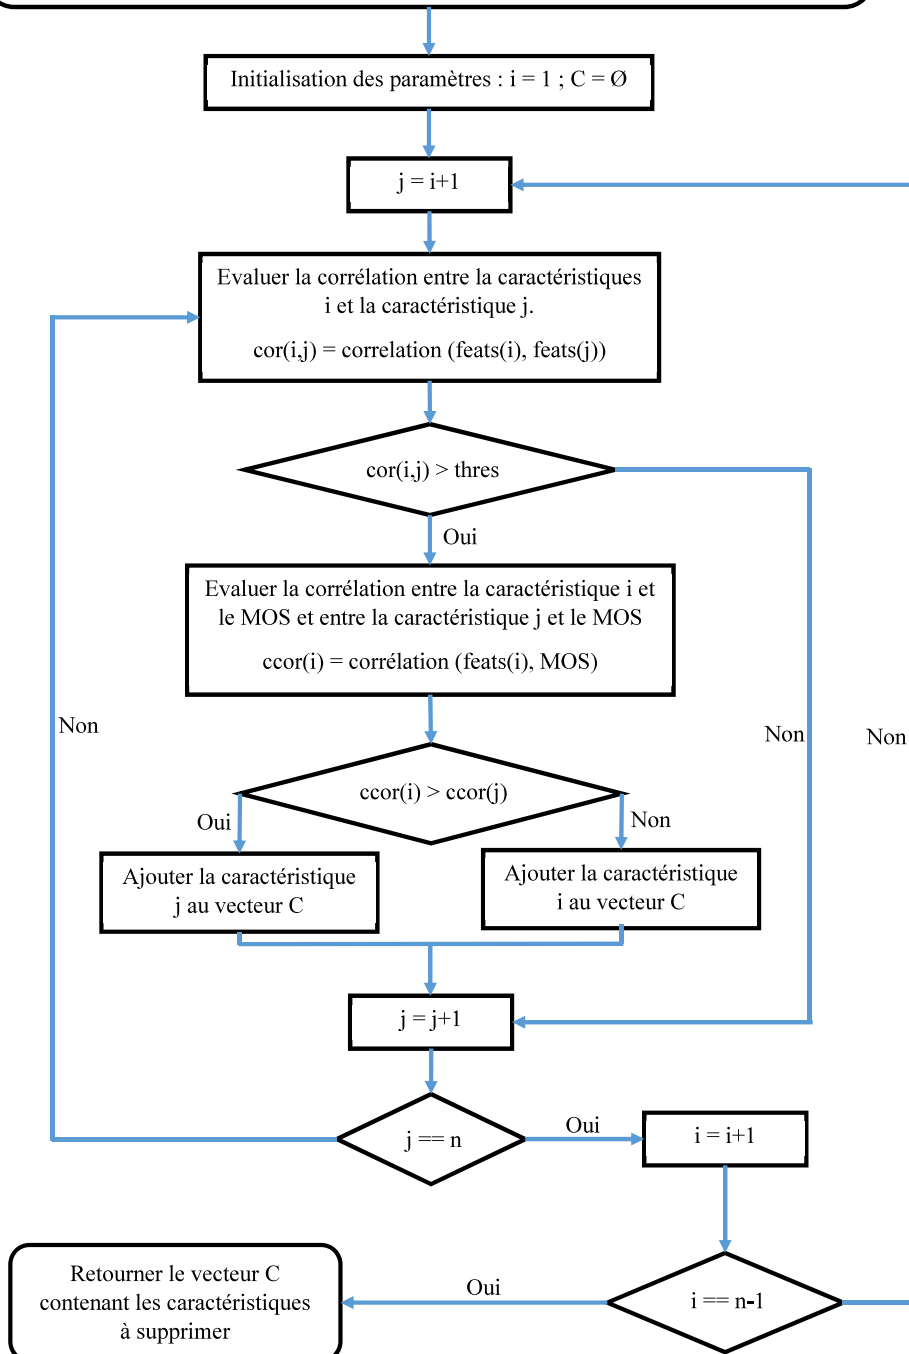 Initialisation des paramètres : i = 1 ; C = Ø
j = i+1
Evaluer la corrélation entre la caractéristiques
i et la caractéristique j.
cor(i,j) = correlation (feats(i), feats(j))
cor(i,j) > thres
Oui
Evaluer la corrélation entre la caractéristique i et
le MOS et entre la caractéristique j et le MOS
ccor(i) = corrélation (feats(i), MOS)
Non
Non
Non
ccor(i) > ccor(j)
Oui
Non
Ajouter la caractéristique
j au vecteur C
Ajouter la caractéristique
i au vecteur C
j = j+1
j == n
Oui
i = i+1
i == n-1
Oui
Retourner le vecteur C
contenant les caractéristiques
à supprimer